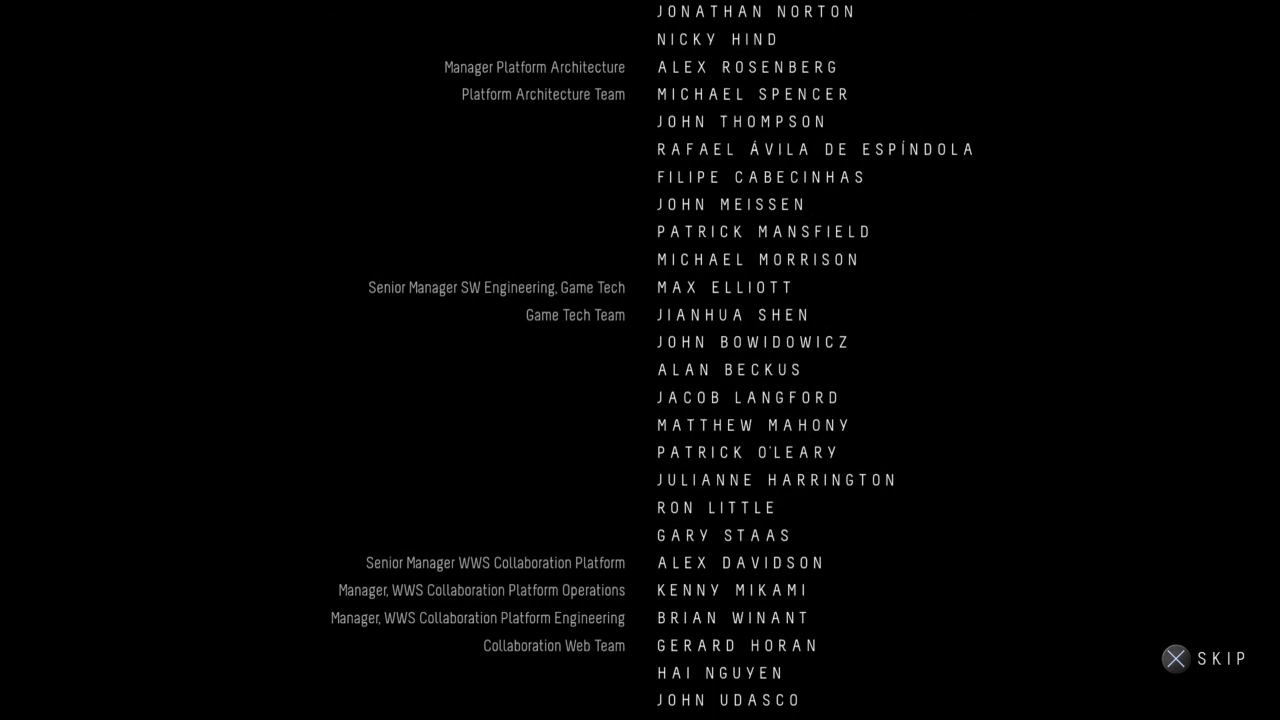 JONATHAN NORTON
NICKY HIND
Manager Platform Architecture ALEX ROSENBERG
Platform Architecture Team MICHAEL SPENCER
JOHN THOMPSON
RAFAEL ÁVILA DE ESPÍNDOLA
FILIPE CABECINHAS
JOHN MEISSEN
PATRICK MANSFIELD
MICHAEL MORRISON
Senior Manager SW Engineering, Game Tech MAX ELLIOTT
Game Tech Team JIANHUA SHEN
JOHN BOWIDOWICZ
ALAN BECKUS
JACOB LANGFORD
MATTHEW MAHONY
PATRICK O'LEARY
JULIANNE HARRINGTON
RON LITTLE
GARY STAAS
Senior Manager WWS Collaboration Platform ALEX DAVIDSON
Manager, WWS Collaboration Platform Operations KENNY MIKAMI
Manager, WWS Collaboration Platform Engineering BRIAN WINANT
Collaboration Web Team GERARD HORAN
SKIP
HAI NGUYEN
JOHN UDASCO